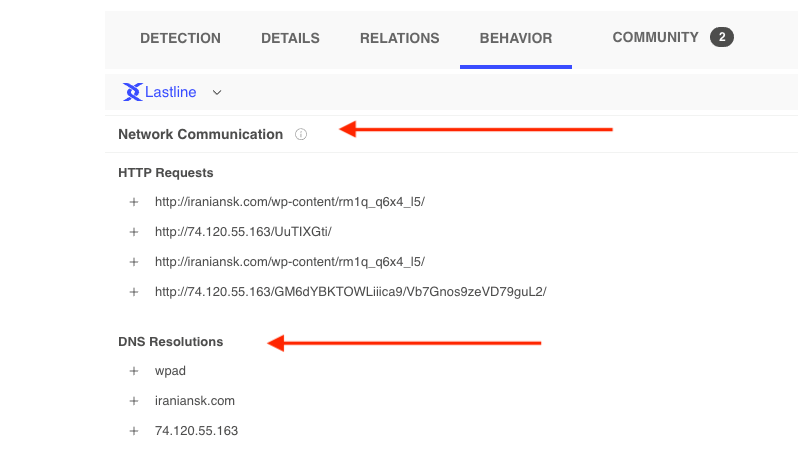 DETECTION DETAILS RELATIONS BEHAVIOR COMMUNITY 2
Lastline
Network Communication
HTTP Requests
+ http://iraniansk.com/wp-content/rm1q_q6x4_l5/
+ http://74.120.55.163/UuTIXGti/
+ http://iraniansk.com/wp-content/rm1q_q6x4_l5/
+ http://74.120.55.163/GM6dYBKTOWLiiica9/Vb7Gnos9zeVD79guL2/
DNS Resolutions
+ wpad
+ iraniansk.com
+ 74.120.55.163